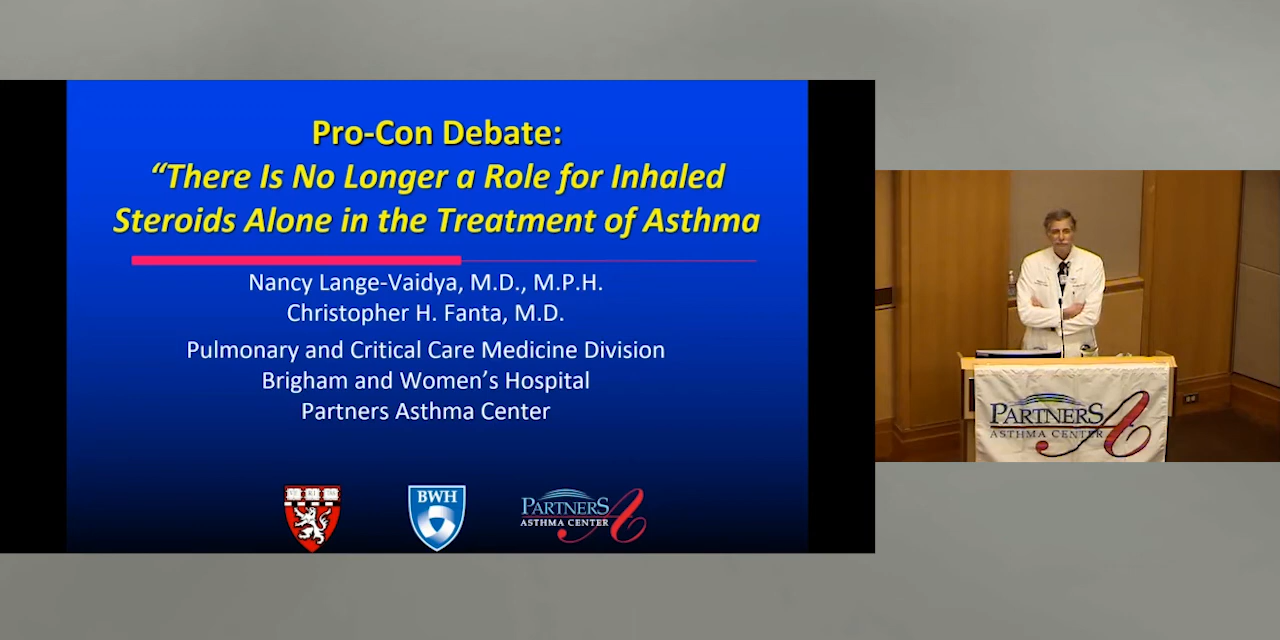 Pro-Con Debate:
“There Is No Longer a Role for Inhaled
Steroids Alone in the Treatment of Asthma
Nancy Lange-Vaidya, M.D., M.P.H.
Christopher H. Fanta, M.D.
Pulmonary and Critical Care Medicine Division
Brigham and Women’s Hospital
Partners Asthma Center
BWH
PARTNERS A
ASTHMA CENTER
PARTNERS A
ASTHMA CENTER